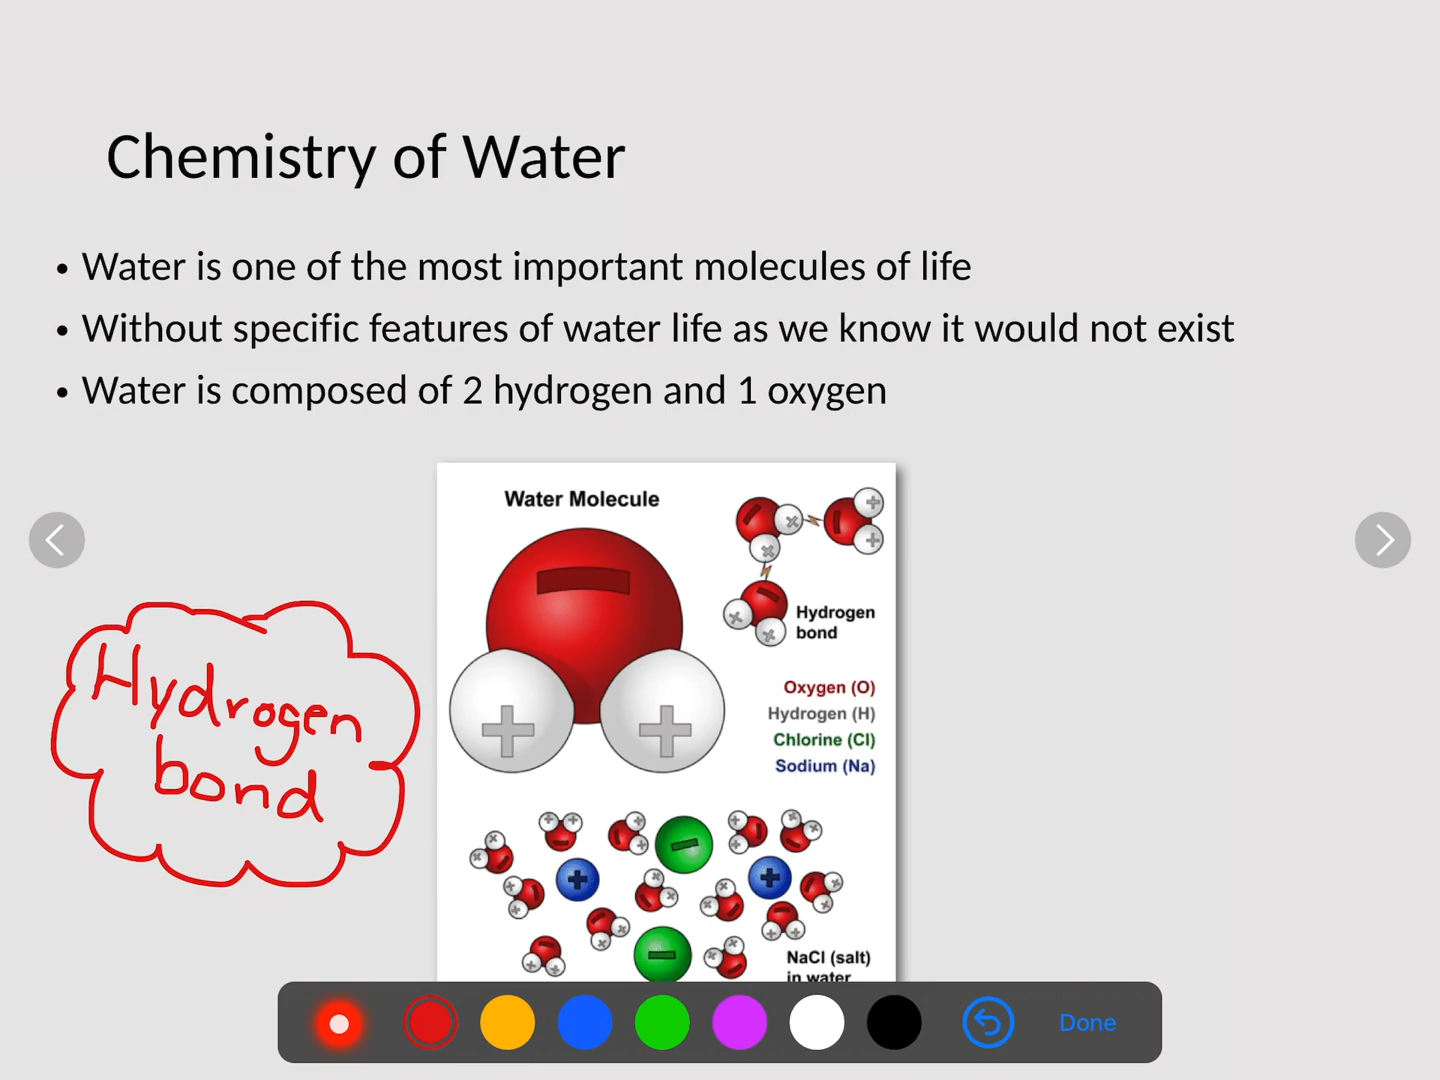 Chemistry of Water
• Water is one of the most important molecules of life
• Without specific features of water life as we know it would not exist
• Water is composed of 2 hydrogen and 1 oxygen
Water Molecule
Hydrogen
bond
Oxygen (O)
Hydrogen (H)
Chlorine (Cl)
Sodium (Na)
NaCl (salt)
in water
Hydrogen
bond
Done